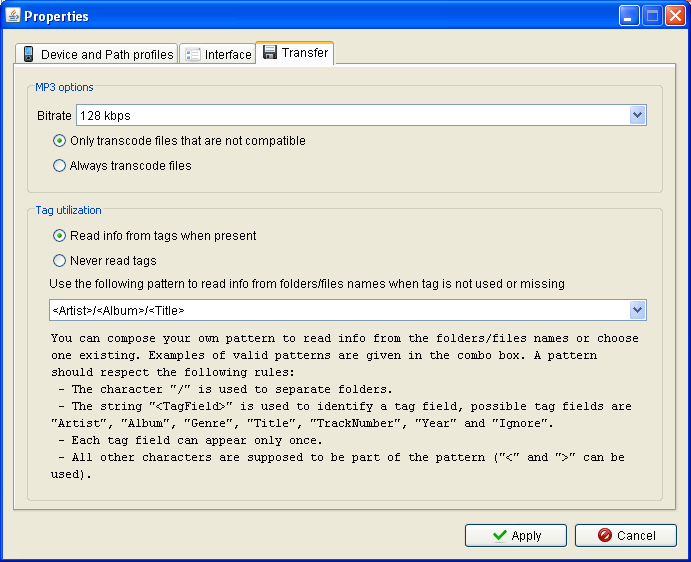 Properties
Device and Path profiles
Interface
Transfer
MP3 options
Bitrate 128 kbps
Only transcode files that are not compatible
Always transcode files
Tag utilization
Read info from tags when present
Never read tags
Use the following pattern to read info from folders/files names when tag is not used or missing
<Artist>/<Album>/<Title>
You can compose your own pattern to read info from the folders/files names or choose
one existing. Examples of valid patterns are given in the combo box. A pattern
should respect the following rules:
- The character "/" is used to separate folders.
- The string "<TagField>" is used to identify a tag field, possible tag fields are
"Artist", "Album", "Genre", "Title", "TrackNumber", "Year" and "Ignore".
- Each tag field can appear only once.
- All other characters are supposed to be part of the pattern ("<" and ">" can be
used).
Apply
Cancel